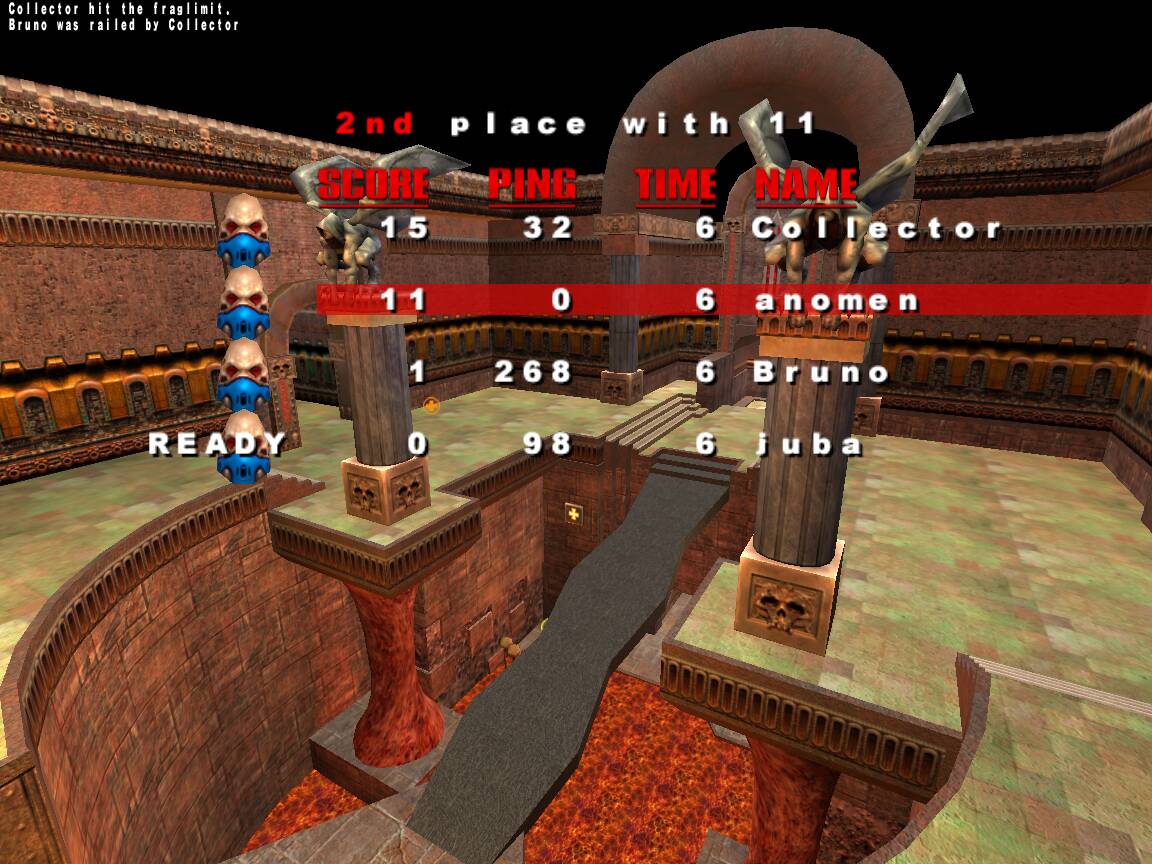 Collector hit the fraglimit.
Bruno was railed by Collector
2nd place with 11
SCORE PING TIME NAME
15 32 6 Collector
11 0 6 anomen
1 268 6 Bruno
READY 0 98 6 juba